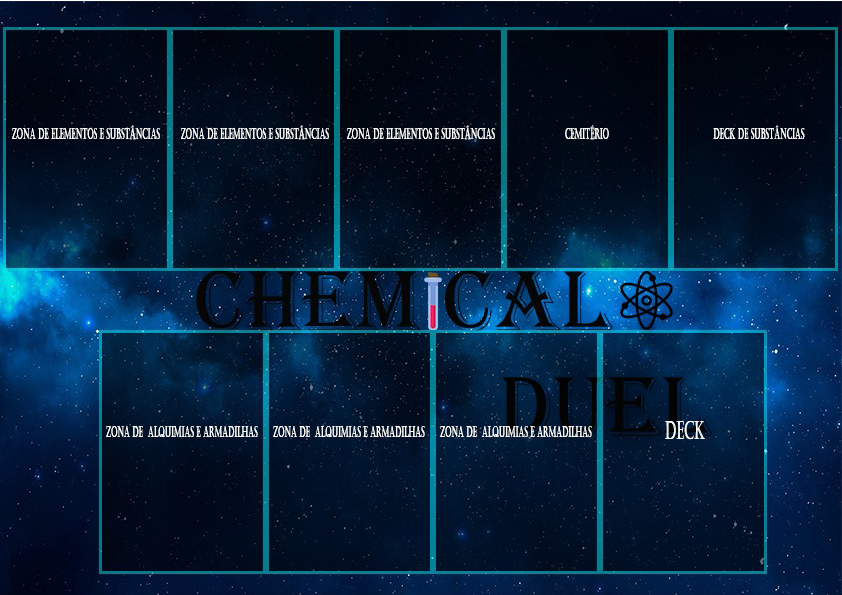 ZONA DE ELEMENTOS E SUBSTÂNCIAS
ZONA DE ELEMENTOS E SUBSTÂNCIAS
ZONA DE ELEMENTOS E SUBSTÂNCIAS
CEMITÉRIO
DECK DE SUBSTÂNCIAS
CHEMICAL
DUEL
ZONA DE ALQUIMIAS E ARMADILHAS
ZONA DE ALQUIMIAS E ARMADILHAS
ZONA DE ALQUIMIAS E ARMADILHAS
DECK